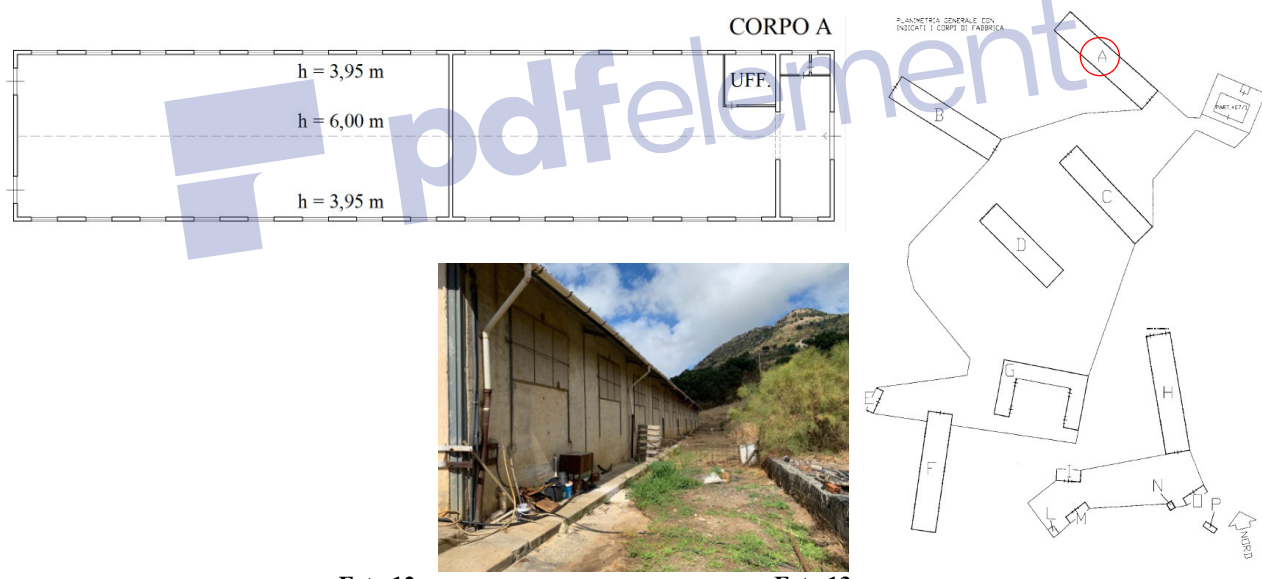 CORPO A
h = 3,95 m
UFF.
h = 6,00 m
h = 3,95 m
pdfelement
PLANIMETRIA GENERALE CON
INDICATI I CORPI DI FABBRICA
A
B
C
D
E
F
G
H
I
L
M
N
O
P
NORD